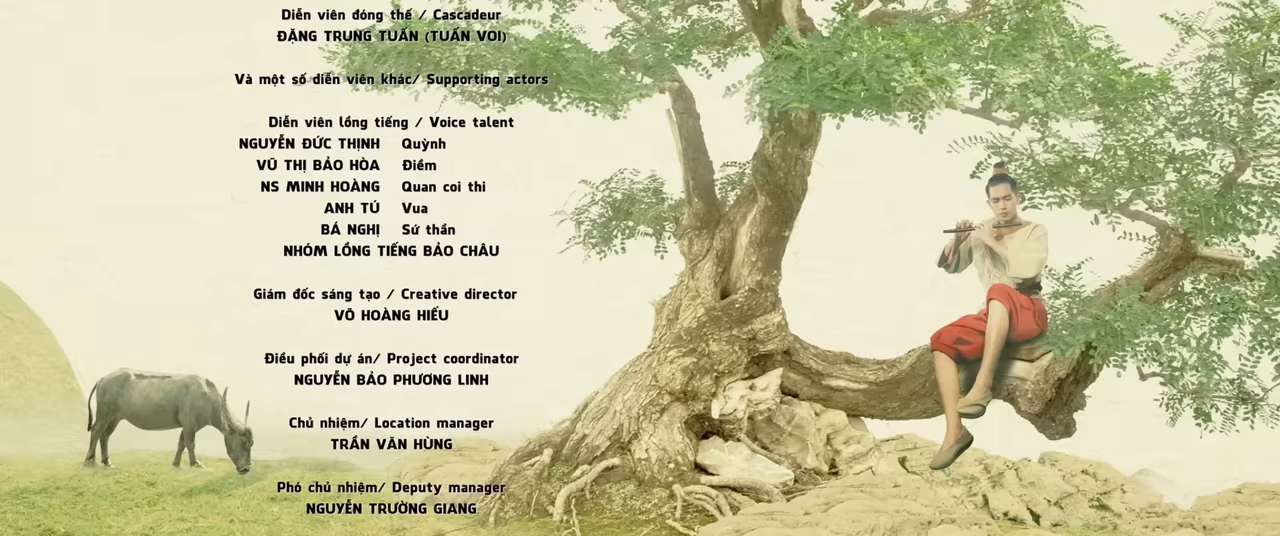 Diễn viên đóng thế / Cascadeur
ĐẶNG TRUNG TUẤN (TUẤN VOI)
Và một số diễn viên khác/ Supporting actors
Diễn viên lồng tiếng / Voice talent
NGUYỄN ĐỨC THỊNH Quỳnh
VŨ THỊ BẢO HÒA Điềm
NS MINH HOÀNG Quan coi thi
ANH TÚ Vua
BÁ NGHỊ Sứ thần
NHÓM LỒNG TIẾNG BẢO CHÂU
Giám đốc sáng tạo / Creative director
VÕ HOÀNG HIẾU
Điều phối dự án/ Project coordinator
NGUYỄN BẢO PHƯƠNG LINH
Chủ nhiệm/ Location manager
TRẦN VĂN HÙNG
Phó chủ nhiệm/ Deputy manager
NGUYỄN TRƯỜNG GIANG